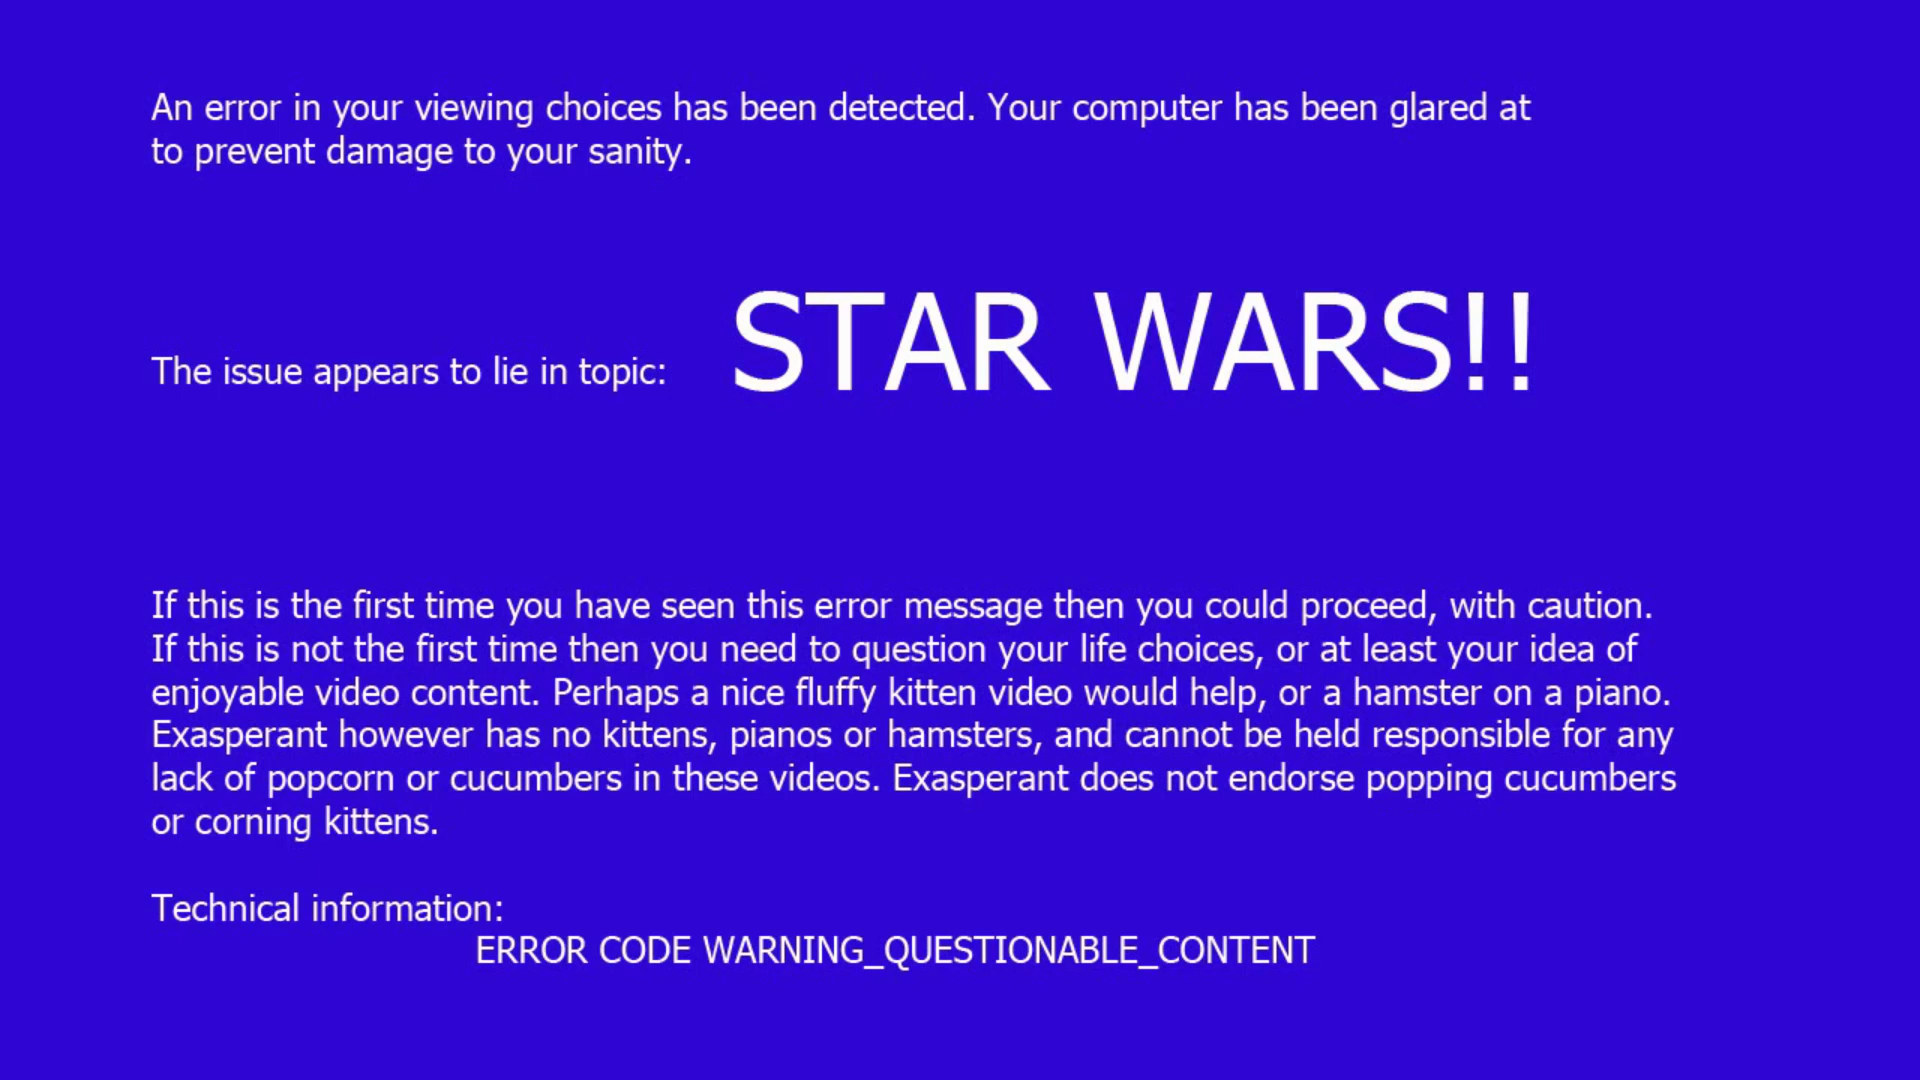 An error in your viewing choices has been detected. Your computer has been glared at
to prevent damage to your sanity.
The issue appears to lie in topic: STAR WARS!!
If this is the first time you have seen this error message then you could proceed, with caution.
If this is not the first time then you need to question your life choices, or at least your idea of
enjoyable video content. Perhaps a nice fluffy kitten video would help, or a hamster on a piano.
Exasperant however has no kittens, pianos or hamsters, and cannot be held responsible for any
lack of popcorn or cucumbers in these videos. Exasperant does not endorse popping cucumbers
or corning kittens.
Technical information:
ERROR CODE WARNING_QUESTIONABLE_CONTENT